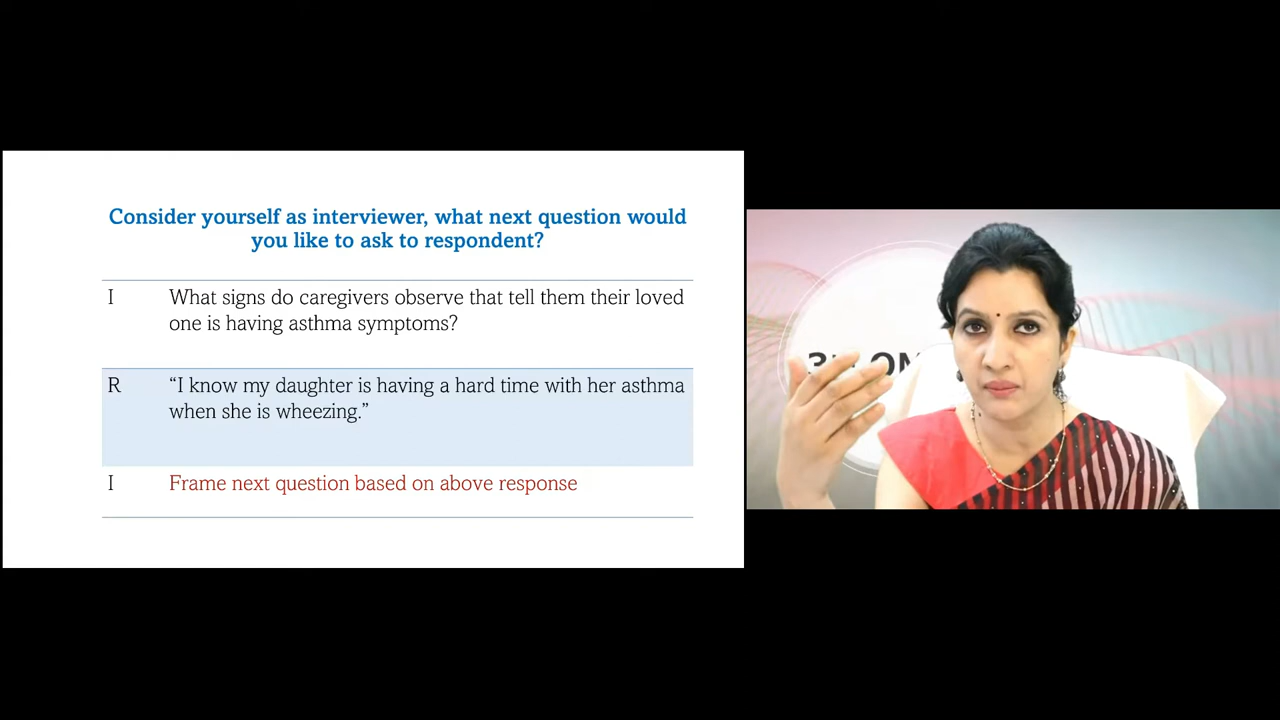 Consider yourself as interviewer, what next question would
you like to ask to respondent?
I What signs do caregivers observe that tell them their loved
one is having asthma symptoms?
R “I know my daughter is having a hard time with her asthma
when she is wheezing.”
I Frame next question based on above response